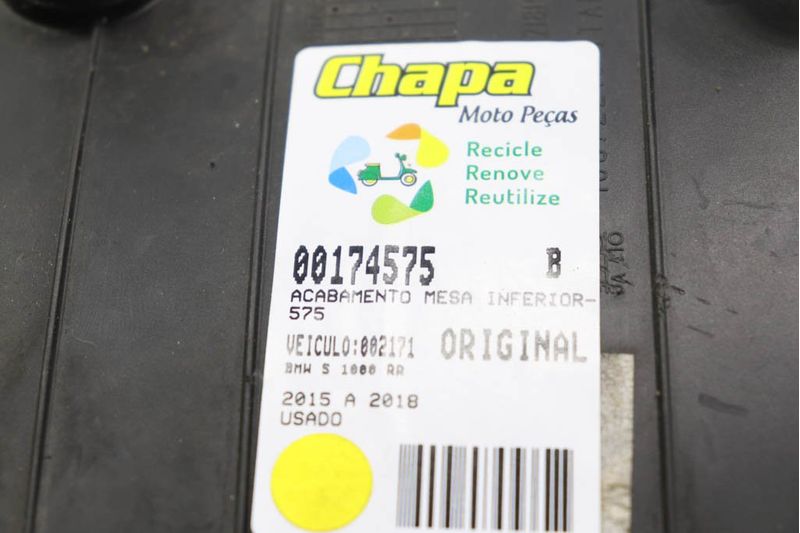 Chapa
Moto Peças
Recicle
Renove
Reutilize
00174575 B
ACABAMENTO MESA INFERIOR-
575
VEICULO:002171 ORIGINAL
BMW S 1000 RR
2015 A 2018
USADO